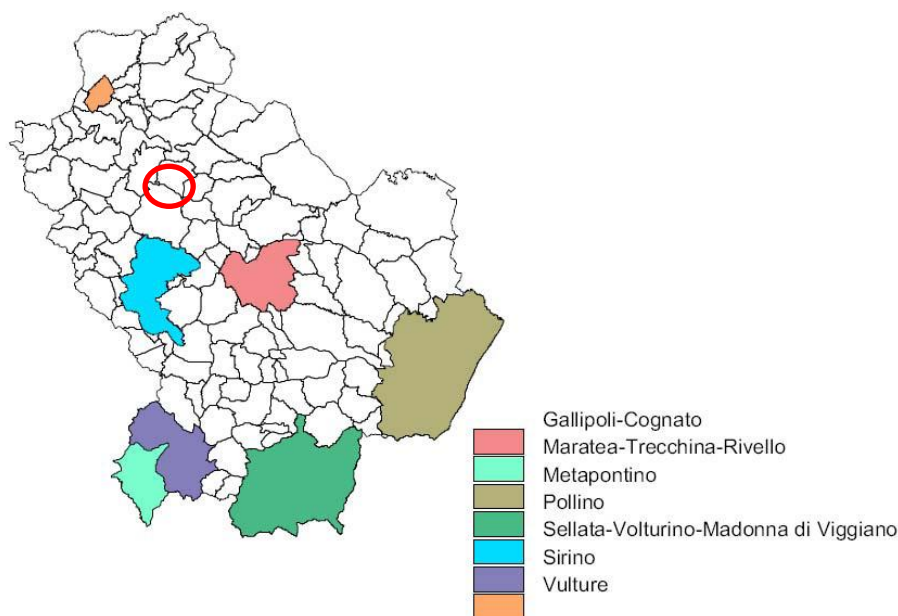 Gallipoli-Cognato
Maratea-Trecchina-Rivello
Metapontino
Pollino
Sellata-Volturino-Madonna di Viggiano
Sirino
Vulture